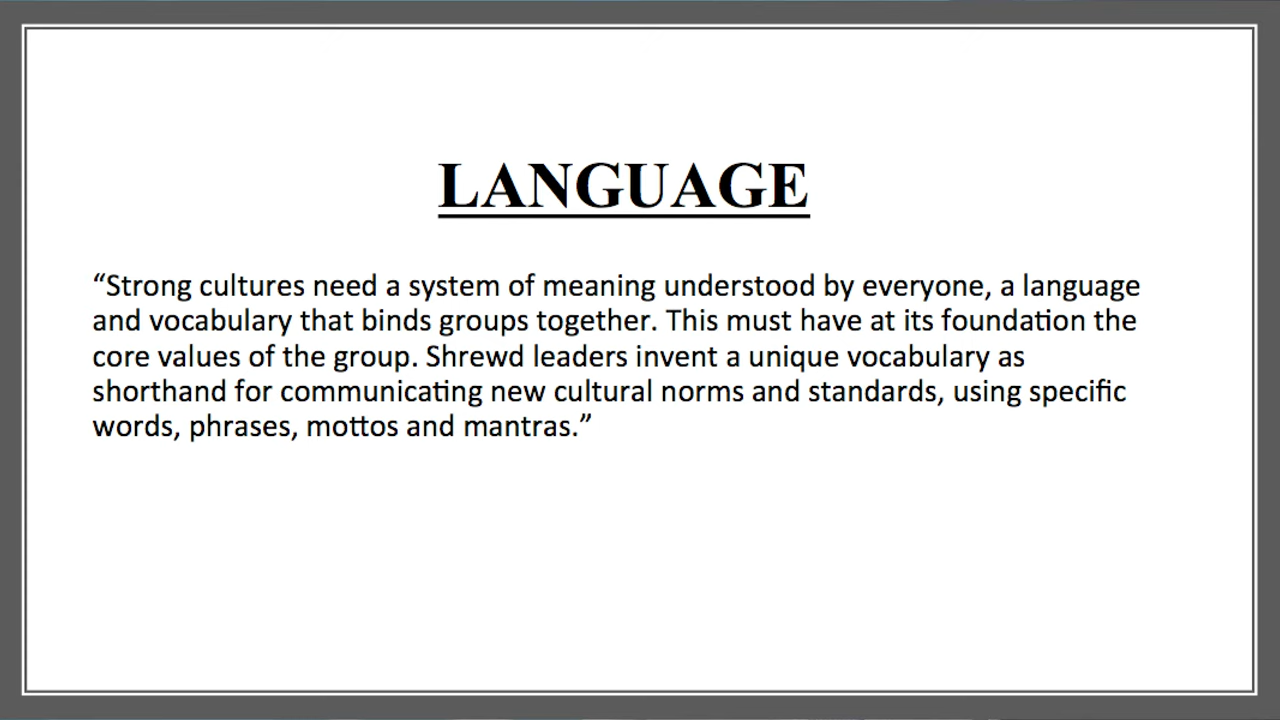 LANGUAGE
“Strong cultures need a system of meaning understood by everyone, a language
and vocabulary that binds groups together. This must have at its foundation the
core values of the group. Shrewd leaders invent a unique vocabulary as
shorthand for communicating new cultural norms and standards, using specific
words, phrases, mottos and mantras.”